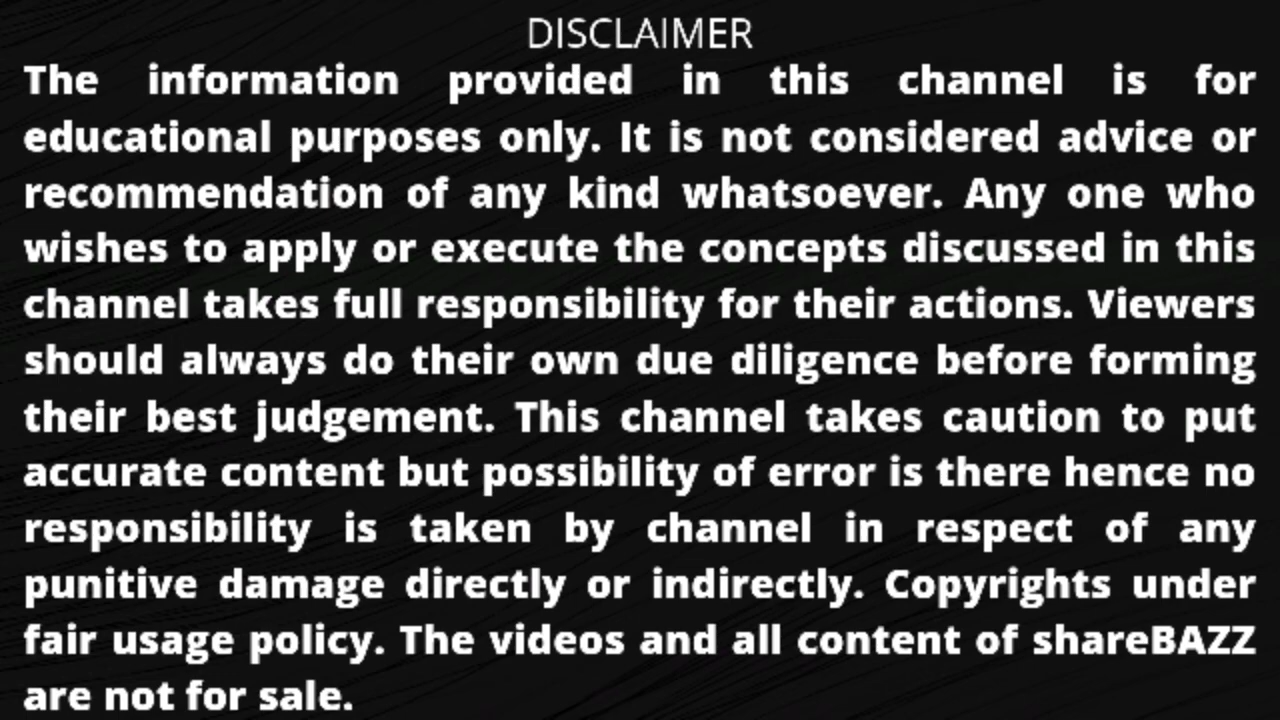 DISCLAIMER
The information provided in this channel is for
educational purposes only. It is not considered advice or
recommendation of any kind whatsoever. Any one who
wishes to apply or execute the concepts discussed in this
channel takes full responsibility for their actions. Viewers
should always do their own due diligence before forming
their best judgement. This channel takes caution to put
accurate content but possibility of error is there hence no
responsibility is taken by channel in respect of any
punitive damage directly or indirectly. Copyrights under
fair usage policy. The videos and all content of shareBAZZ
are not for sale.